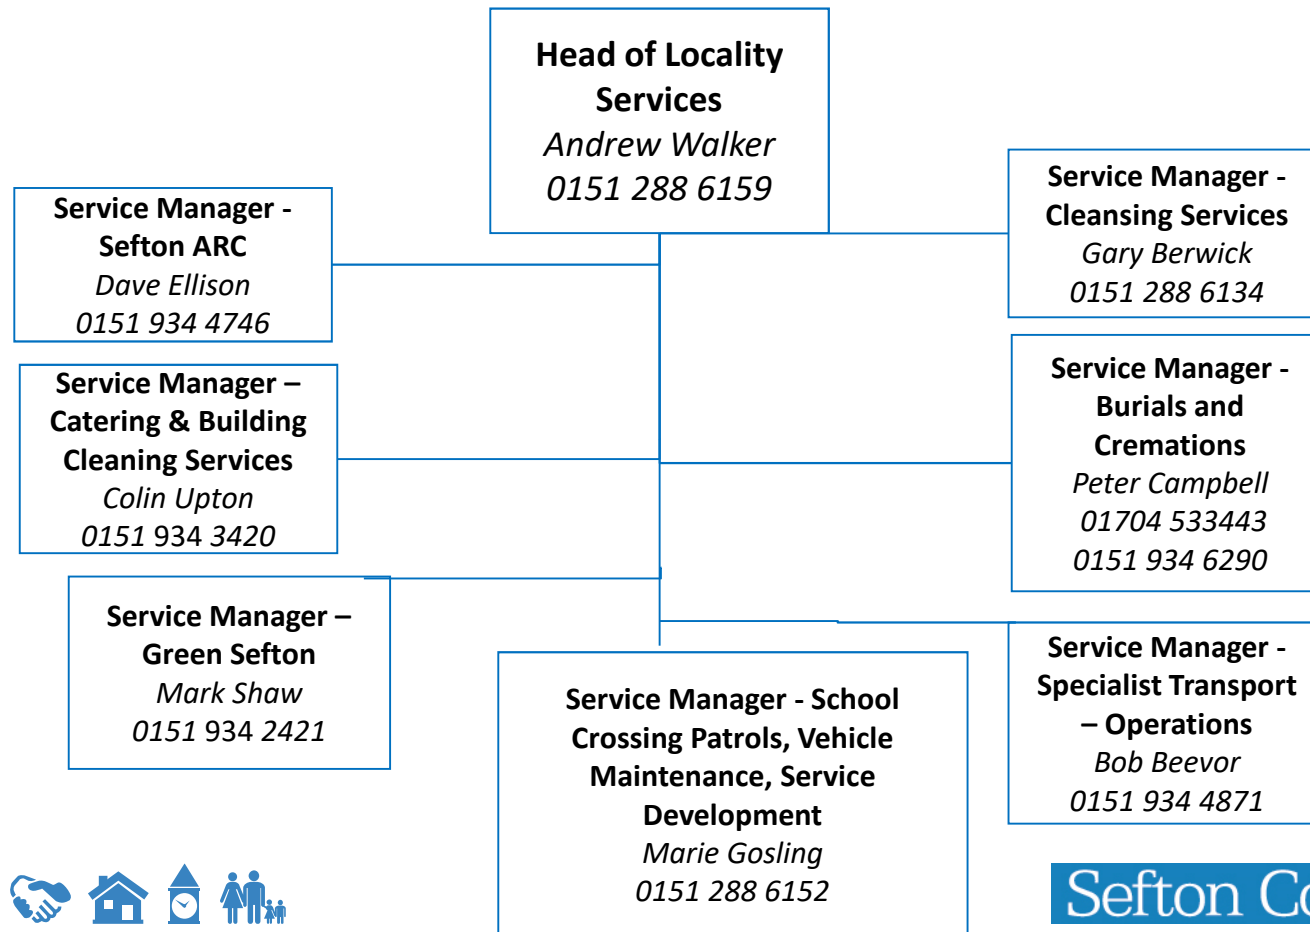 Head of Locality
Services
Andrew Walker
0151 288 6159
Service Manager -
Sefton ARC
Dave Ellison
0151 934 4746
Service Manager -
Cleansing Services
Gary Berwick
0151 288 6134
Service Manager –
Catering & Building
Cleaning Services
Colin Upton
0151 934 3420
Service Manager -
Burials and
Cremations
Peter Campbell
01704 533443
0151 934 6290
Service Manager –
Green Sefton
Mark Shaw
0151 934 2421
Service Manager - School
Crossing Patrols, Vehicle
Maintenance, Service
Development
Marie Gosling
0151 288 6152
Service Manager -
Specialist Transport
– Operations
Bob Beevor
0151 934 4871
Sefton Co